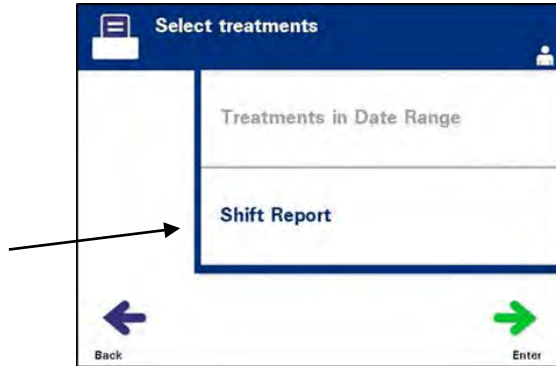 Select treatments
Treatments in Date Range
Shift Report
Back
Enter